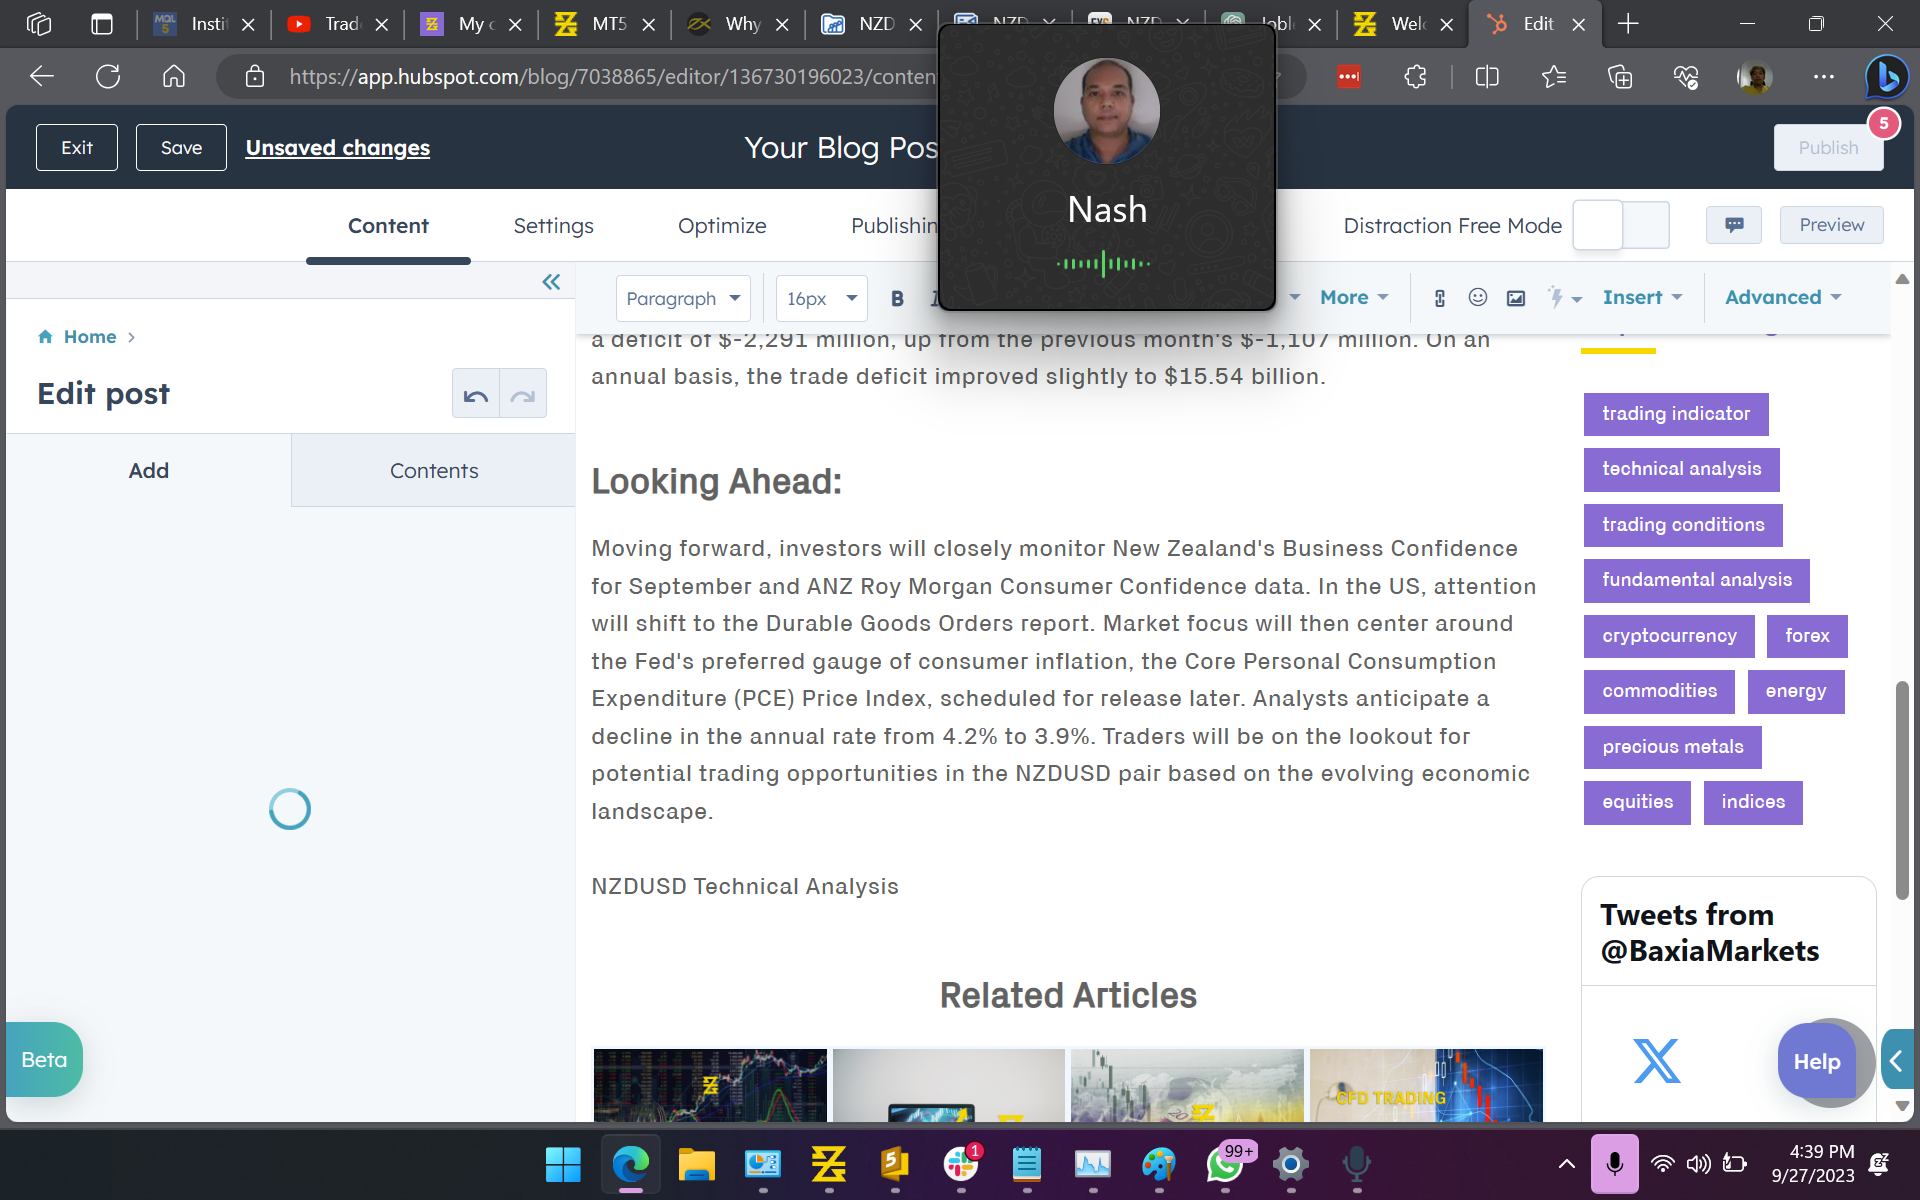 Insti
Trad
My c
MT5
Why
NZD
NZD
NZD
Wel
Edit
https://app.hubspot.com/blog/7038865/editor/136730196023/conten
Exit
Save
Unsaved changes
Your Blog Pos
5
Publish
Nash
Content
Settings
Optimize
Publishin
Distraction Free Mode
Preview
Paragraph
16px
B
More
Insert
Advanced
Home
Edit post
Add
Contents
a deficit of $-2,291 million, up from the previous month's $-1,107 million. On an
annual basis, the trade deficit improved slightly to $15.54 billion.
Looking Ahead:
Moving forward, investors will closely monitor New Zealand's Business Confidence
for September and ANZ Roy Morgan Consumer Confidence data. In the US, attention
will shift to the Durable Goods Orders report. Market focus will then center around
the Fed's preferred gauge of consumer inflation, the Core Personal Consumption
Expenditure (PCE) Price Index, scheduled for release later. Analysts anticipate a
decline in the annual rate from 4.2% to 3.9%. Traders will be on the lookout for
potential trading opportunities in the NZDUSD pair based on the evolving economic
landscape.
NZDUSD Technical Analysis
Related Articles
CFD TRADING
trading indicator
technical analysis
trading conditions
fundamental analysis
cryptocurrency
forex
commodities
energy
precious metals
equities
indices
Tweets from
@BaxiaMarkets
Beta
Help
1
99+
4:39 PM
9/27/2023